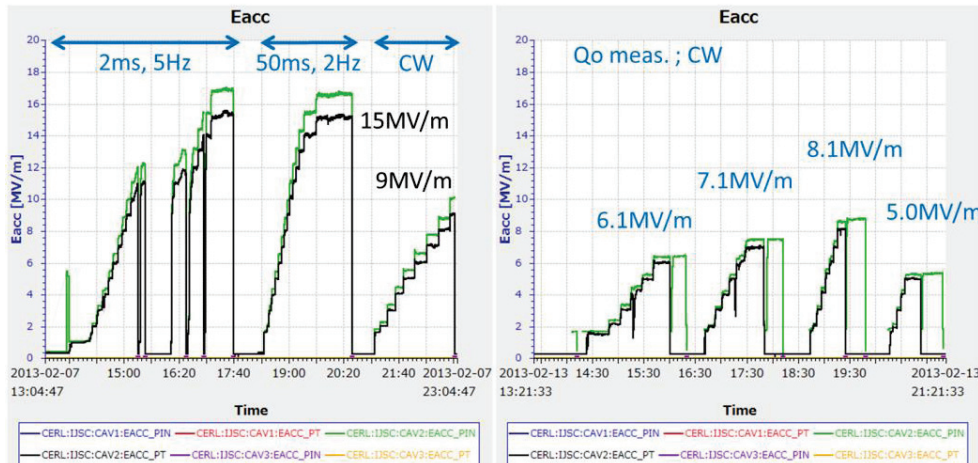 Eacc
2ms, 5Hz
50ms, 2Hz
CW
15MV/m
9MV/m
Eacc [MV/m]
20
18
16
14
12
10
8
6
4
2
0
2013-02-07 15:00 16:20 17:40 19:00 20:20 21:40 2013-02-07
13:04:47 23:04:47
Time
CERL:IJSC:CAV1:EACC_PIN CERL:IJSC:CAV1:EACC_PT CERL:IJSC:CAV2:EACC_PIN
CERL:IJSC:CAV2:EACC_PT CERL:IJSC:CAV3:EACC_PIN CERL:IJSC:CAV3:EACC_PT
Eacc
Qo meas. ; CW
8.1MV/m
7.1MV/m
6.1MV/m
5.0MV/m
Eacc [MV/m]
20
18
16
14
12
10
8
6
4
2
0
2013-02-13 14:30 15:30 16:30 17:30 18:30 19:30 2013-02-13
13:21:33 21:21:33
Time
CERL:IJSC:CAV1:EACC_PIN CERL:IJSC:CAV1:EACC_PT CERL:IJSC:CAV2:EACC_PIN
CERL:IJSC:CAV2:EACC_PT CERL:IJSC:CAV3:EACC_PIN CERL:IJSC:CAV3:EACC_PT